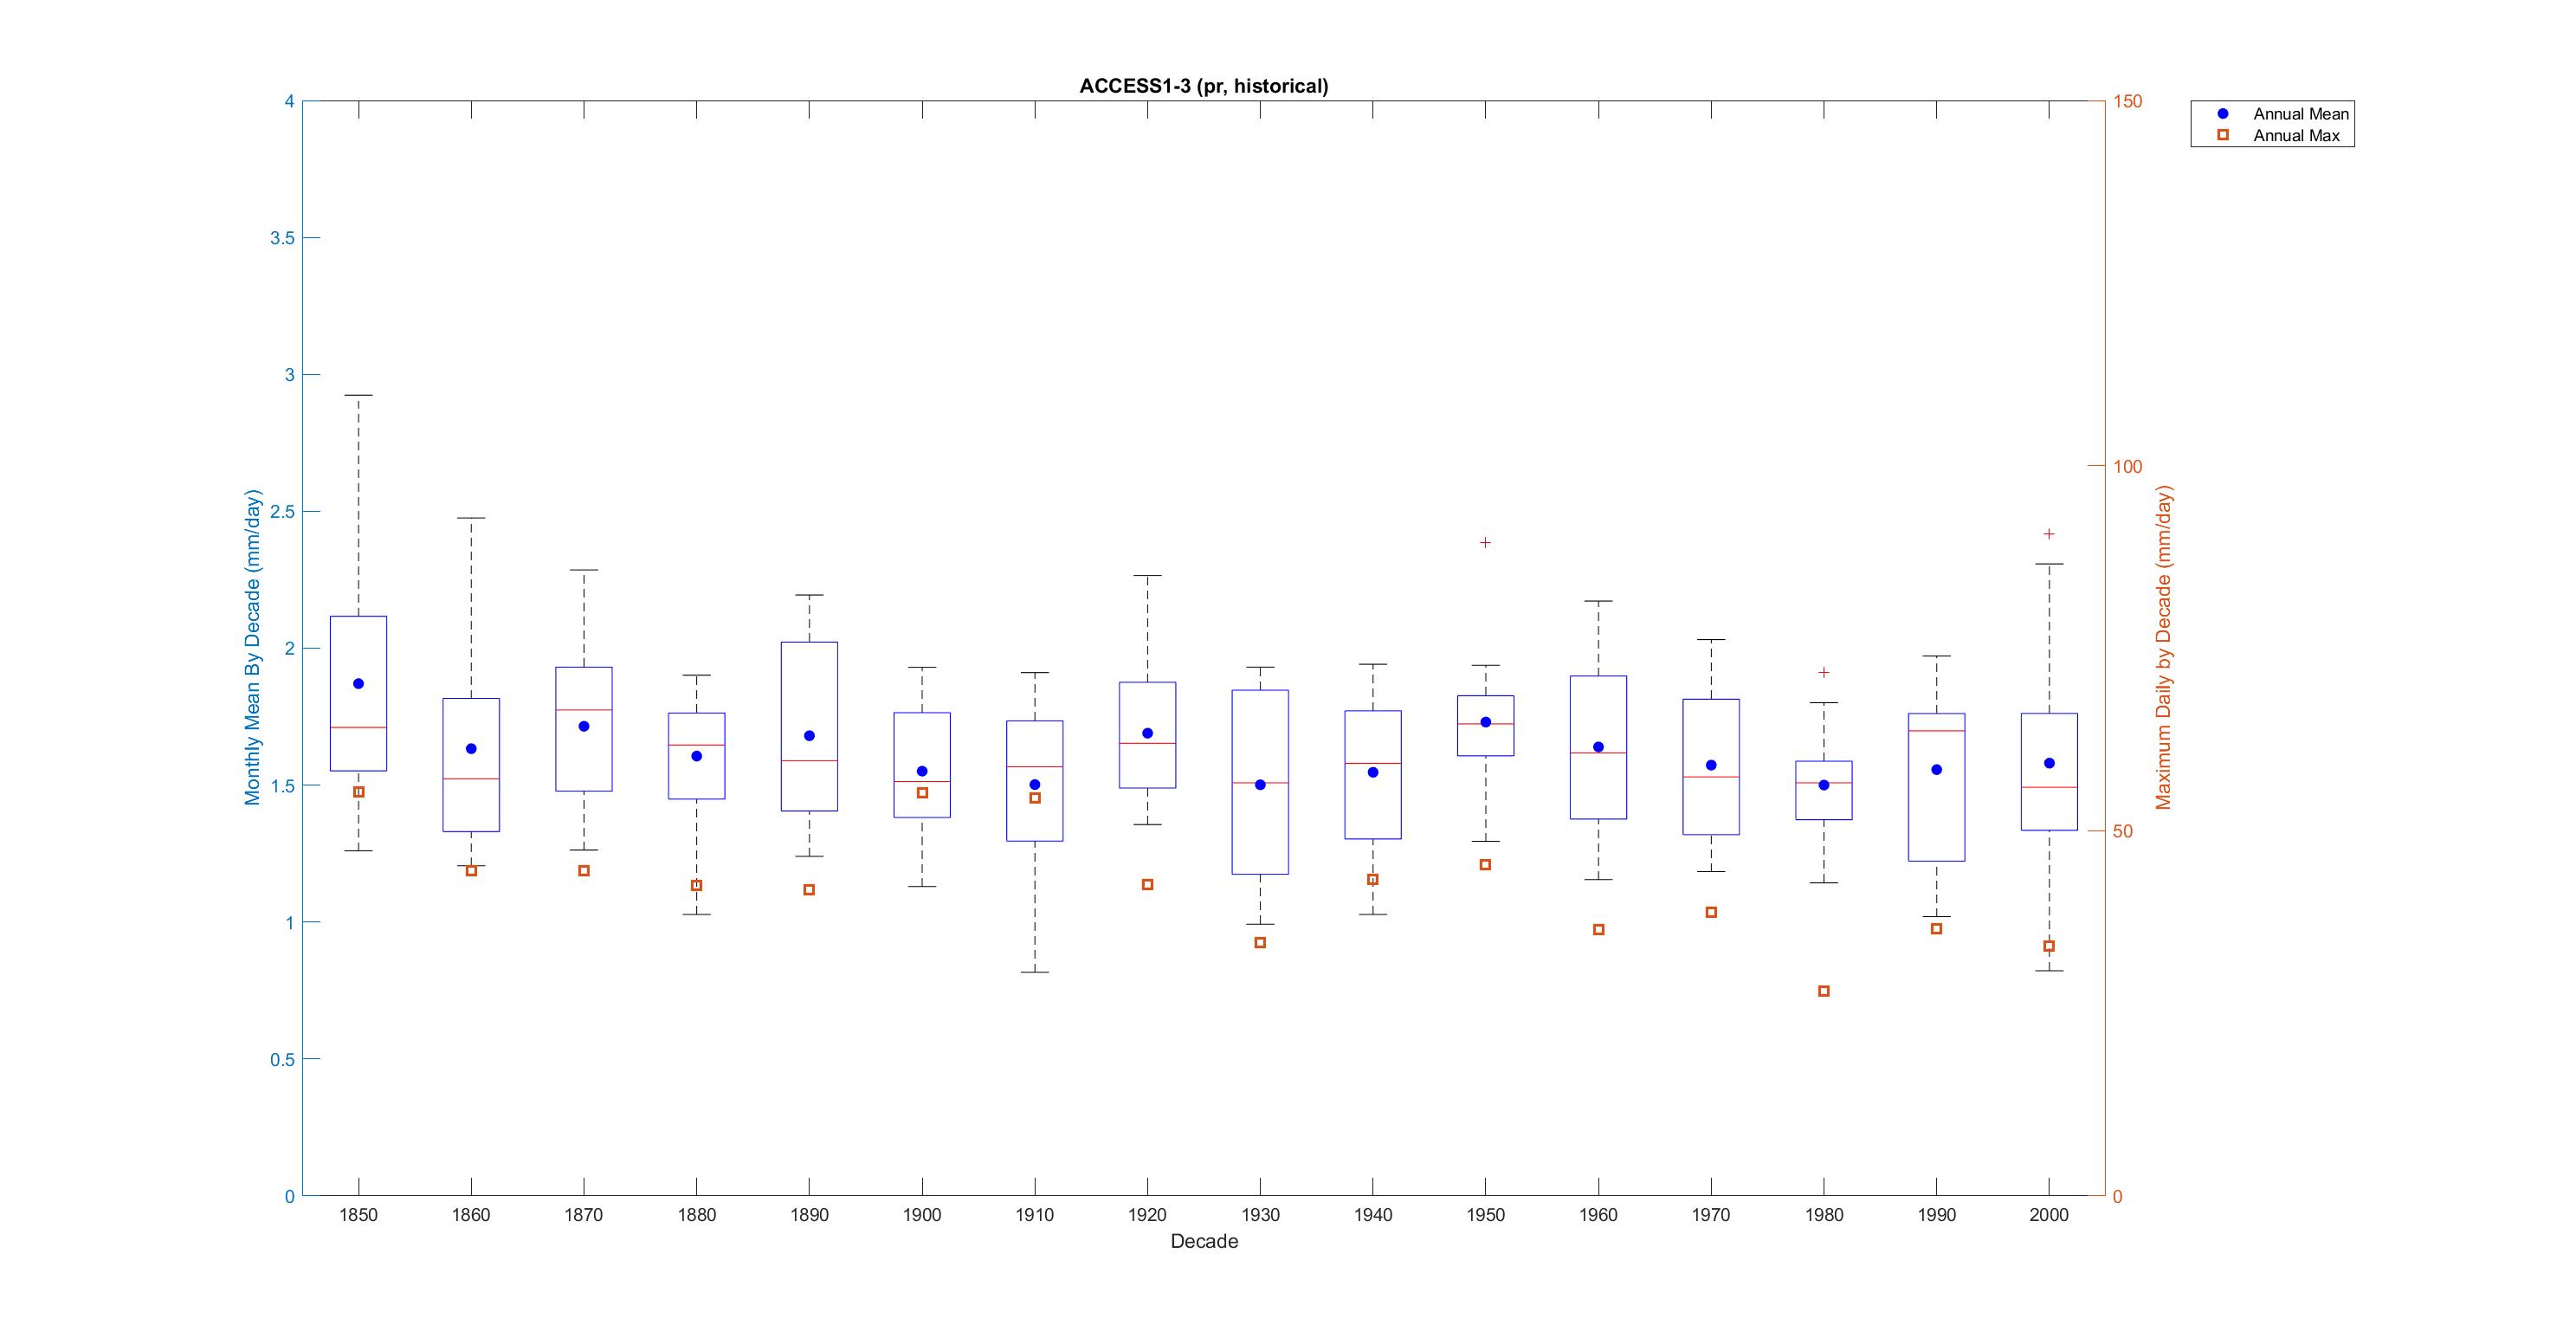 ACCESS1-3 (pr, historical)
Annual Mean
Annual Max
Monthly Mean By Decade (mm/day)
4
3.5
3
2.5
2
1.5
1
0.5
0
150
100
50
0
Maximum Daily by Decade (mm/day)
1850 1860 1870 1880 1890 1900 1910 1920 1930 1940 1950 1960 1970 1980 1990 2000
Decade